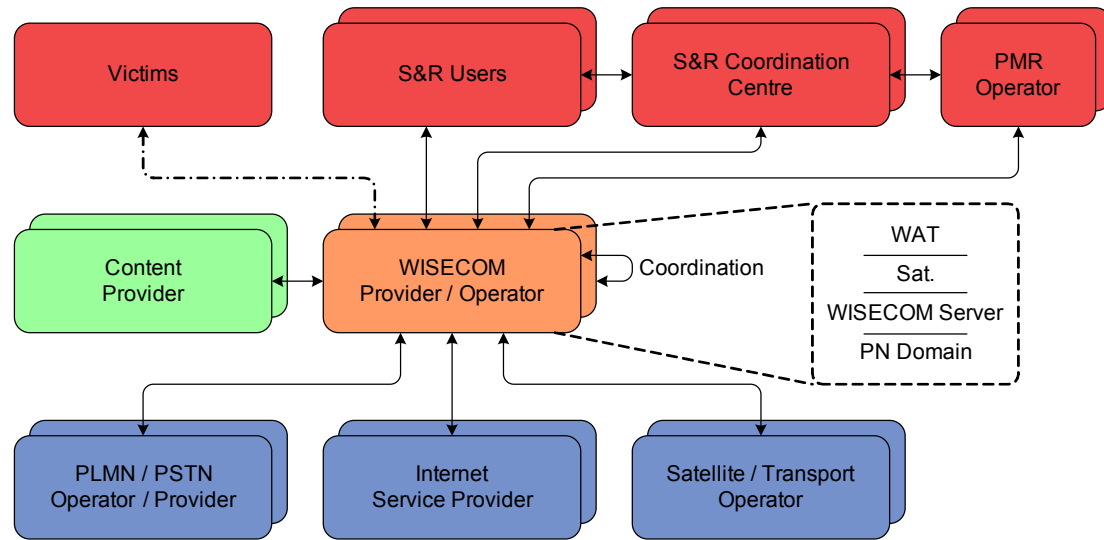 Victims
S&R Users
S&R Coordination
Centre
PMR
Operator
Content
Provider
WISECOM
Provider / Operator
Coordination
WAT
Sat.
WISECOM Server
PN Domain
PLMN / PSTN
Operator / Provider
Internet
Service Provider
Satellite / Transport
Operator